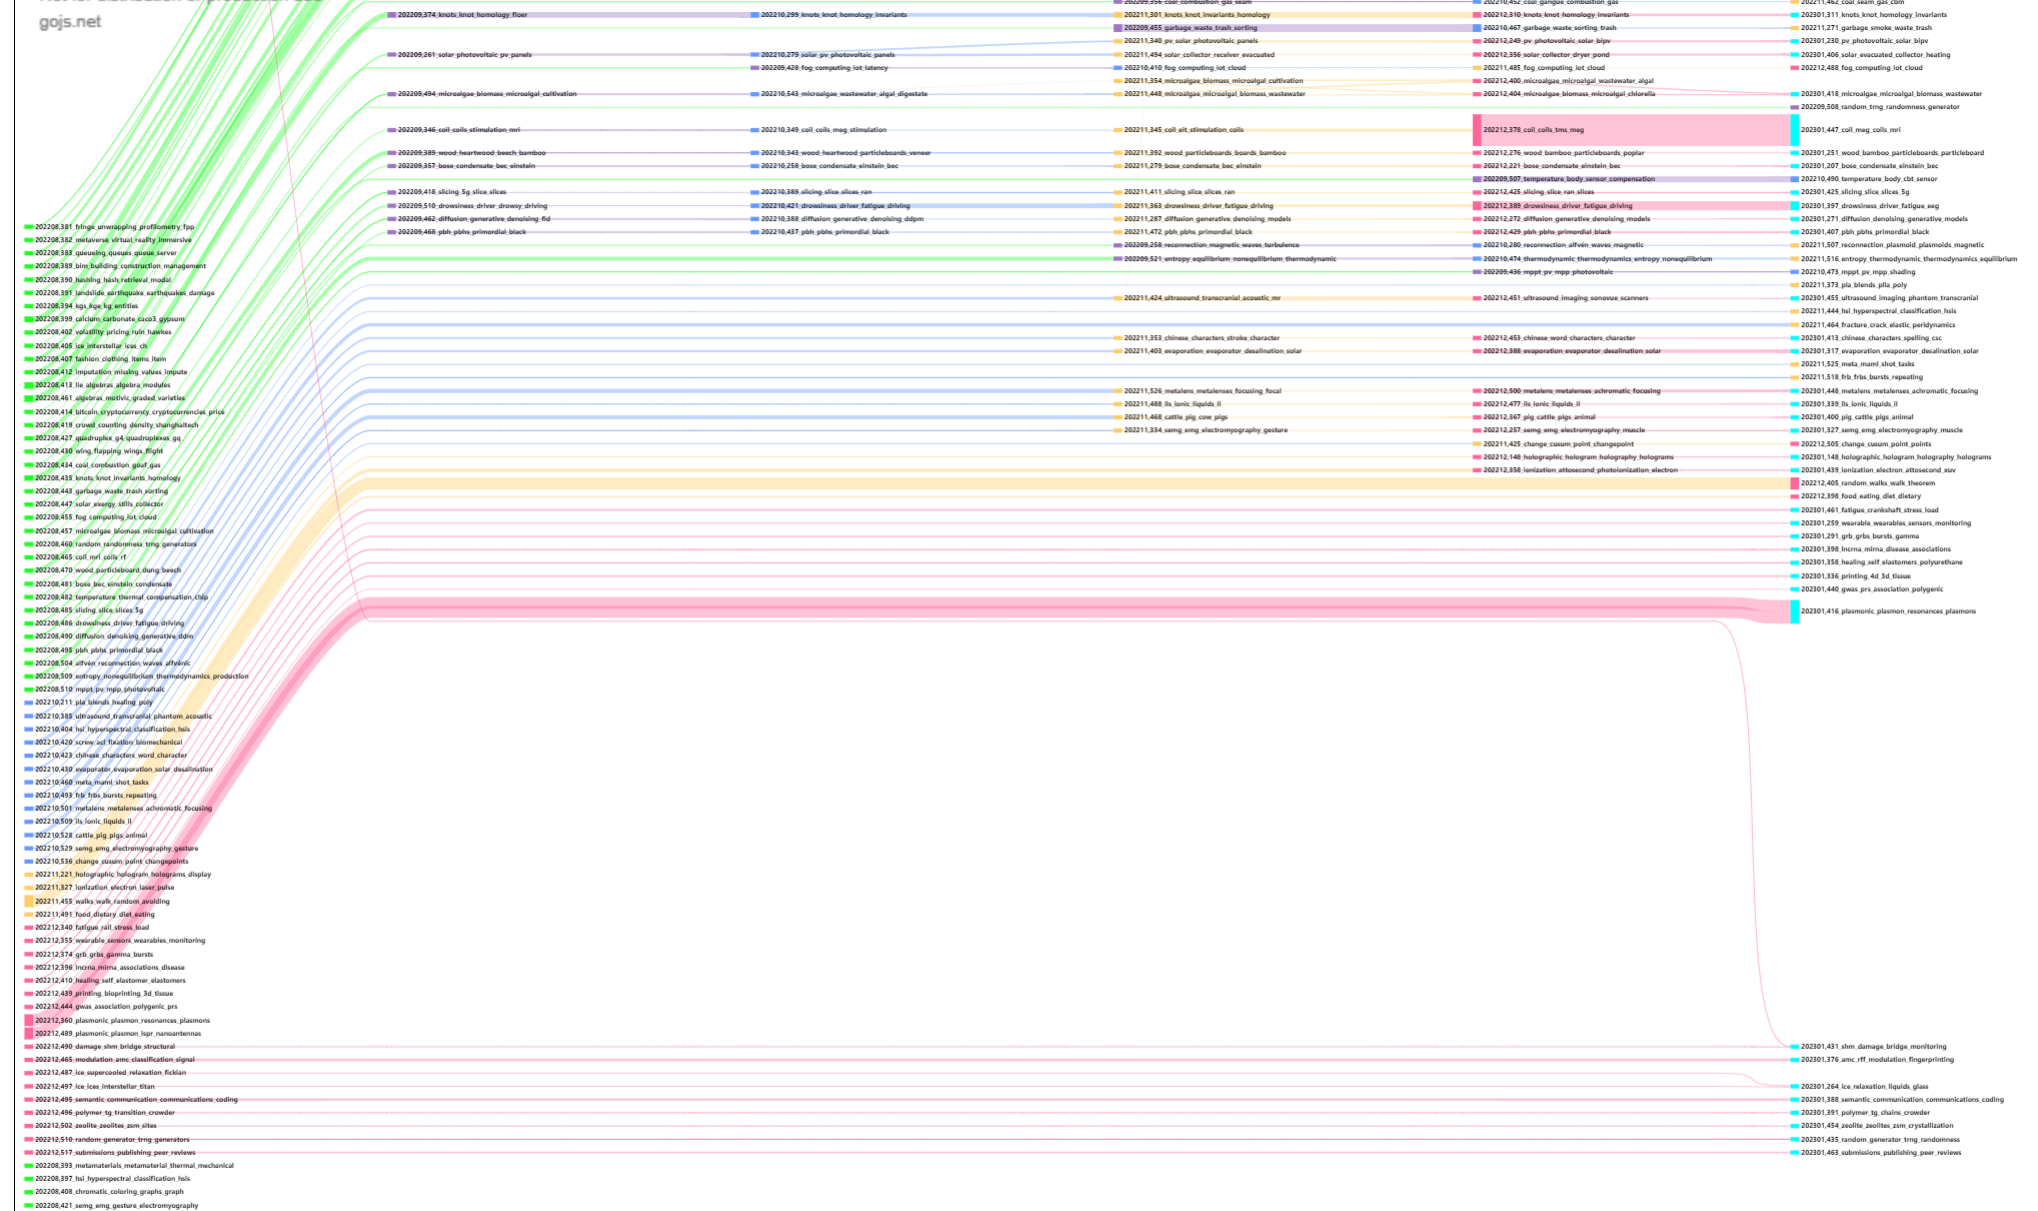 gojs.net
202209,374_knots_knot_homology_floer
202209,261_solar_photovoltaic_pv_panels
202209,494_microalgae_biomass_microalgal_cultivation
202209,346_coil_coils_stimulation_mri
202209,389_wood_heartwood_beech_bamboo
202209,357_bose_condensate_bec_einstein
202209,418_slicing_5g_slice_slices
202209,510_drowsiness_driver_drowsy_driving
202209,462_diffusion_generative_denoising_fid
202209,468_pbh_pbhs_primordial_black
202210,299_knots_knot_homology_invariants
202210,279_solar_pv_photovoltaic_panels
202209,428_fog_computing_iot_latency
202210,543_microalgae_wastewater_algal_digestate
202210,349_coil_coils_meg_stimulation
202210,343_wood_heartwood_particleboards_veneer
202210,258_bose_condensate_einstein_bec
202210,389_slicing_slice_slices_ran
202210,421_drowsiness_driver_fatigue_driving
202210,388_diffusion_generative_denoising_ddpm
202210,437_pbh_pbhs_primordial_black
202209,356_coal_combustion_gas_seam
202211,301_knots_knot_invariants_homology
202209,455_garbage_waste_trash_sorting
202211,340_pv_solar_photovoltaic_panels
202211,494_solar_collector_receiver_evacuated
202210,410_fog_computing_iot_cloud
202211,354_microalgae_biomass_microalgal_cultivation
202211,448_microalgae_microalgal_biomass_wastewater
202211,345_coil_eit_stimulation_coils
202211,392_wood_particleboards_boards_bamboo
202211,279_bose_condensate_bec_einstein
202211,411_slicing_slice_slices_ran
202211,363_drowsiness_driver_fatigue_driving
202211,287_diffusion_generative_denoising_models
202211,472_pbh_pbhs_primordial_black
202209,258_reconnection_magnetic_waves_turbulence
202209,521_entropy_equilibrium_nonequilibrium_thermodynamic
202211,424_ultrasound_transcranial_acoustic_mr
202211,353_chinese_characters_stroke_character
202211,403_evaporation_evaporator_desalination_solar
202211,526_metalens_metalenses_focusing_focal
202211,488_ils_ionic_liquids_il
202211,468_cattle_pig_cow_pigs
202211,334_semg_emg_electromyography_gesture
202210,452_coal_gangue_combustion_gas
202212,310_knots_knot_homology_invariants
202210,467_garbage_waste_sorting_trash
202212,249_pv_photovoltaic_solar_bipv
202212,356_solar_collector_dryer_pond
202211,485_fog_computing_iot_cloud
202212,400_microalgae_microalgal_wastewater_algal
202212,404_microalgae_biomass_microalgal_chlorella
202212,378_coil_coils_tms_meg
202212,276_wood_bamboo_particleboards_poplar
202212,221_bose_condensate_einstein_bec
202209,507_temperature_body_sensor_compensation
202212,425_slicing_slice_ran_slices
202212,389_drowsiness_driver_fatigue_driving
202212,272_diffusion_generative_denoising_models
202212,429_pbh_pbhs_primordial_black
202210,280_reconnection_alfvén_waves_magnetic
202210,474_thermodynamic_thermodynamics_entropy_nonequilibrium
202209,436_mppt_pv_mpp_photovoltaic
202212,451_ultrasound_imaging_sonovue_scanners
202212,453_chinese_word_characters_character
202212,388_evaporation_evaporator_desalination_solar
202212,500_metalens_metalenses_achromatic_focusing
202212,477_ils_ionic_liquids_il
202212,367_pig_cattle_pigs_animal
202212,257_semg_emg_electromyography_muscle
202211,425_change_cusum_point_changepoint
202212,148_holographic_hologram_holography_holograms
202212,358_ionization_attosecond_photoionization_electron
202211,462_coal_seam_gas_cbm
202301,311_knots_knot_homology_invariants
202211,271_garbage_smoke_waste_trash
202301,230_pv_photovoltaic_solar_bipv
202301,406_solar_evacuated_collector_heating
202212,488_fog_computing_iot_cloud
202301,418_microalgae_microalgal_biomass_wastewater
202209,508_random_trng_randomness_generator
202301,447_coil_meg_coils_mri
202301,251_wood_bamboo_particleboards_particleboard
202301,207_bose_condensate_einstein_bec
202210,490_temperature_body_cbt_sensor
202301,425_slicing_slice_slices_5g
202301,397_drowsiness_driver_fatigue_eeg
202301,271_diffusion_denoising_generative_models
202301,407_pbh_pbhs_primordial_black
202211,507_reconnection_plasmoid_plasmoids_magnetic
202211,516_entropy_thermodynamic_thermodynamics_equilibrium
202210,473_mppt_pv_mpp_shading
202211,373_pla_blends_plla_poly
202301,455_ultrasound_imaging_phantom_transcranial
202211,444_hsi_hyperspectral_classification_hsis
202211,464_fracture_crack_elastic_peridynamics
202301,413_chinese_characters_spelling_csc
202301,317_evaporation_evaporator_desalination_solar
202211,525_meta_maml_shot_tasks
202211,518_frb_frbs_bursts_repeating
202301,448_metalens_metalenses_achromatic_focusing
202301,339_ils_ionic_liquids_il
202301,400_pig_cattle_pigs_animal
202301,327_semg_emg_electromyography_muscle
202212,505_change_cusum_point_points
202301,148_holographic_hologram_holography_holograms
202301,439_ionization_electron_attosecond_xuv
202212,405_random_walks_walk_theorem
202212,398_food_eating_diet_dietary
202301,461_fatigue_crankshaft_stress_load
202301,259_wearable_wearables_sensors_monitoring
202301,291_grb_grbs_bursts_gamma
202301,398_lncrna_mirna_disease_associations
202301,358_healing_self_elastomers_polyurethane
202301,336_printing_4d_3d_tissue
202301,440_gwas_prs_association_polygenic
202301,416_plasmonic_plasmon_resonances_plasmons
202301,431_shm_damage_bridge_monitoring
202301,376_amc_rff_modulation_fingerprinting
202301,264_ice_relaxation_liquids_glass
202301,388_semantic_communication_communications_coding
202301,391_polymer_tg_chains_crowder
202301,454_zeolite_zeolites_zsm_crystallization
202301,435_random_generator_trng_randomness
202301,463_submissions_publishing_peer_reviews
202208,381_fringe_unwrapping_profilometry_fpp
202208,382_metaverse_virtual_reality_immersive
202208,383_queueing_queues_queue_server
202208,389_bim_building_construction_management
202208,390_hashing_hash_retrieval_modal
202208,391_landslide_earthquake_earthquakes_damage
202208,394_kgs_kge_kg_entities
202208,399_calcium_carbonate_caco3_gypsum
202208,402_volatility_pricing_ruin_hawkes
202208,405_ice_interstellar_ices_ch
202208,407_fashion_clothing_items_item
202208,412_imputation_missing_values_impute
202208,413_lie_algebras_algebra_modules
202208,461_algebras_motivic_graded_varieties
202208,414_bitcoin_cryptocurrency_cryptocurrencies_price
202208,419_crowd_counting_density_shanghaitech
202208,427_quadruplex_g4_quadruplexes_gq
202208,430_wing_flapping_wings_flight
202208,434_coal_combustion_goaf_gas
202208,435_knots_knot_invariants_homology
202208,443_garbage_waste_trash_sorting
202208,447_solar_exergy_stills_collector
202208,455_fog_computing_iot_cloud
202208,457_microalgae_biomass_microalgal_cultivation
202208,460_random_randomness_trng_generators
202208,465_coil_mri_coils_rf
202208,470_wood_particleboard_dung_beech
202208,481_bose_bec_einstein_condensate
202208,482_temperature_thermal_compensation_chip
202208,485_slicing_slice_slices_5g
202208,486_drowsiness_driver_fatigue_driving
202208,490_diffusion_denoising_generative_ddm
202208,495_pbh_pbhs_primordial_black
202208,504_alfvén_reconnection_waves_alfvénic
202208,509_entropy_nonequilibrium_thermodynamics_production
202208,510_mppt_pv_mpp_photovoltaic
202210,211_pla_blends_healing_poly
202210,385_ultrasound_transcranial_phantom_acoustic
202210,404_hsi_hyperspectral_classification_hsis
202210,420_screw_acl_fixation_biomechanical
202210,423_chinese_characters_word_character
202210,430_evaporator_evaporation_solar_desalination
202210,460_meta_maml_shot_tasks
202210,493_frb_frbs_bursts_repeating
202210,501_metalens_metalenses_achromatic_focusing
202210,509_ils_ionic_liquids_il
202210,528_cattle_pig_pigs_animal
202210,529_semg_emg_electromyography_gesture
202210,536_change_cusum_point_changepoints
202211,221_holographic_hologram_holograms_display
202211,327_ionization_electron_laser_pulse
202211,455_walks_walk_random_avoiding
202211,491_food_dietary_diet_eating
202212,340_fatigue_rail_stress_load
202212,355_wearable_sensors_wearables_monitoring
202212,374_grb_grbs_gamma_bursts
202212,396_lncrna_mirna_associations_disease
202212,410_healing_self_elastomer_elastomers
202212,439_printing_bioprinting_3d_tissue
202212,444_gwas_association_polygenic_prs
202212,360_plasmonic_plasmon_resonances_plasmons
202212,489_plasmonic_plasmon_lspr_nanoantennas
202212,490_damage_shm_bridge_structural
202212,465_modulation_amc_classification_signal
202212,487_ice_supercooled_relaxation_fickian
202212,497_ice_ices_interstellar_titan
202212,495_semantic_communication_communications_coding
202212,496_polymer_tg_transition_crowder
202212,502_zeolite_zeolites_zsm_sites
202212,510_random_generator_trng_generators
202212,517_submissions_publishing_peer_reviews
202208,393_metamaterials_metamaterial_thermal_mechanical
202208,397_hsi_hyperspectral_classification_hsis
202208,408_chromatic_coloring_graphs_graph
202208,421_semg_emg_gesture_electromyography